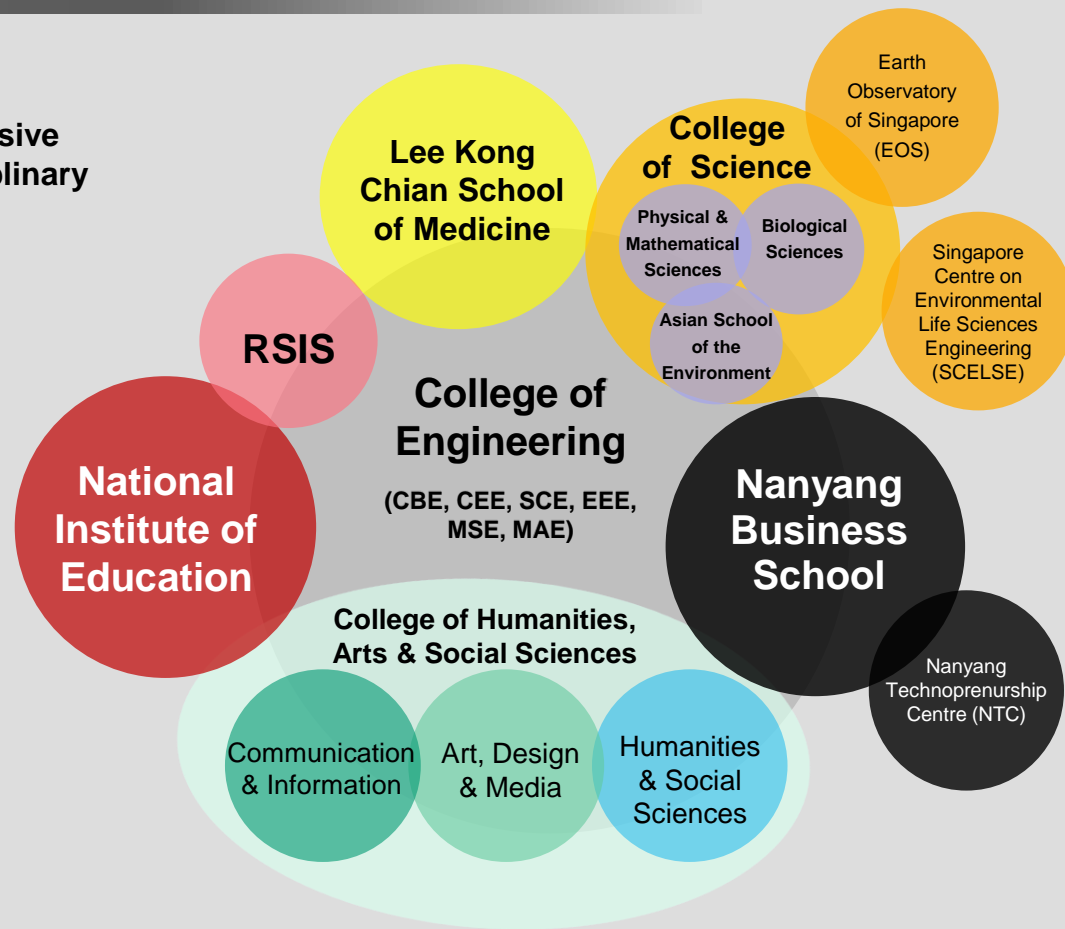 sive
plinary
Lee Kong
Chian School
of Medicine
College
of Science
Physical &
Mathematical
Sciences
Biological
Sciences
Asian School
of the
Environment
Earth
Observatory
of Singapore
(EOS)
Singapore
Centre on
Environmental
Life Sciences
Engineering
(SCELSE)
RSIS
College of
Engineering
(CBE, CEE, SCE, EEE,
MSE, MAE)
National
Institute of
Education
Nanyang
Business
School
Nanyang
Technoprenurship
Centre (NTC)
College of Humanities,
Arts & Social Sciences
Communication
& Information
Art, Design
& Media
Humanities
& Social
Sciences